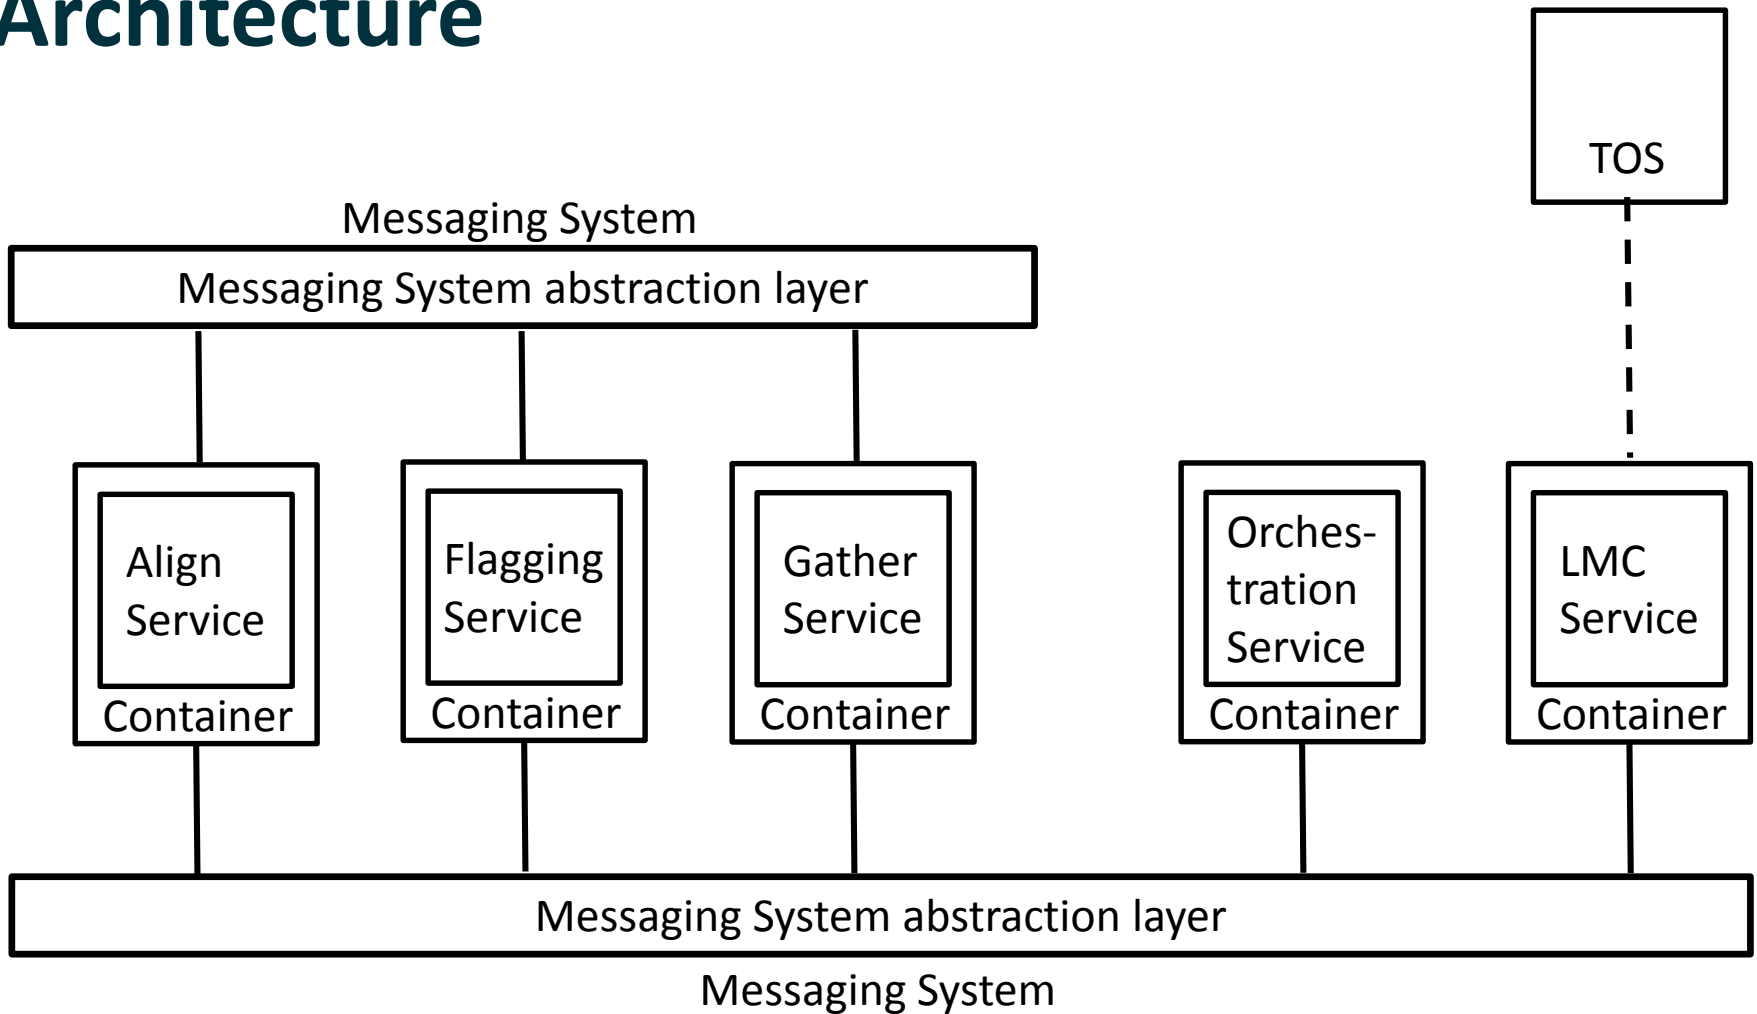 Architecture
TOS
Messaging System
Messaging System abstraction layer
Align
Service
Container
Flagging
Service
Container
Gather
Service
Container
Orches-
tration
Service
Container
LMC
Service
Container
Messaging System abstraction layer
Messaging System